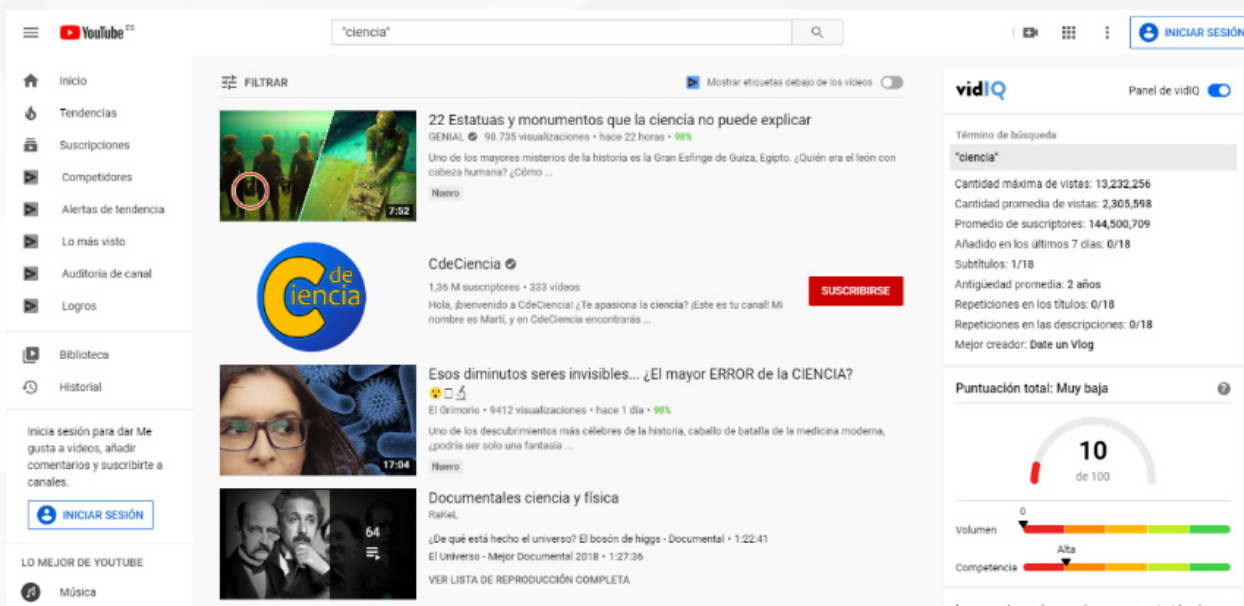 YouTube ES
"ciencia"
INICIAR SESIÓN
Inicio
Tendencias
Suscripciones
Competidores
Alertas de tendencia
Lo más visto
Auditoría de canal
Logros
Biblioteca
Historial
Inicia sesión para dar Me
gusta a vídeos, añadir
comentarios y suscribirte a
canales.
INICIAR SESIÓN
LO MEJOR DE YOUTUBE
Música
FILTRAR
Mostrar etiquetas debajo de los vídeos
7:52
22 Estatuas y monumentos que la ciencia no puede explicar
GENIAL • 98.735 visualizaciones • hace 22 horas • 98%
Uno de los mayores misterios de la historia es la Gran Esfinge de Guiza, Egipto. ¿Quién era el león con
cabeza humana? ¿Cómo ...
Nuevo
C de
iencia
CdeCiencia
1,36 M suscriptores • 333 vídeos
Hola, ¡bienvenido a CdeCiencia! ¿Te apasiona la ciencia? ¡Este es tu canal! Mi
nombre es Martí, y en CdeCiencia encontrarás ...
SUSCRIBIRSE
17:04
Esos diminutos seres invisibles... ¿El mayor ERROR de la CIENCIA?
El Grimorio • 9412 visualizaciones • hace 1 día • 98%
Uno de los descubrimientos más célebres de la historia, caballo de batalla de la medicina moderna,
¿podría ser solo una fantasía ...
Nuevo
64
Documentales ciencia y física
RaKeL
¿De qué está hecho el universo? El bosón de higgs - Documental • 1:22:41
El Universo - Mejor Documental 2018 • 1:27:36
VER LISTA DE REPRODUCCIÓN COMPLETA
vidIQ
Panel de vidIQ
Término de búsqueda
"ciencia"
Cantidad máxima de vistas: 13,232,256
Cantidad promedia de vistas: 2,305,598
Promedio de suscriptores: 144,500,709
Añadido en los últimos 7 días: 0/18
Subtítulos: 1/18
Antigüedad promedia: 2 años
Repeticiones en los títulos: 0/18
Repeticiones en las descripciones: 0/18
Mejor creador: Date un Vlog
Puntuación total: Muy baja
10
de 100
0
Volumen
Alta
Competencia